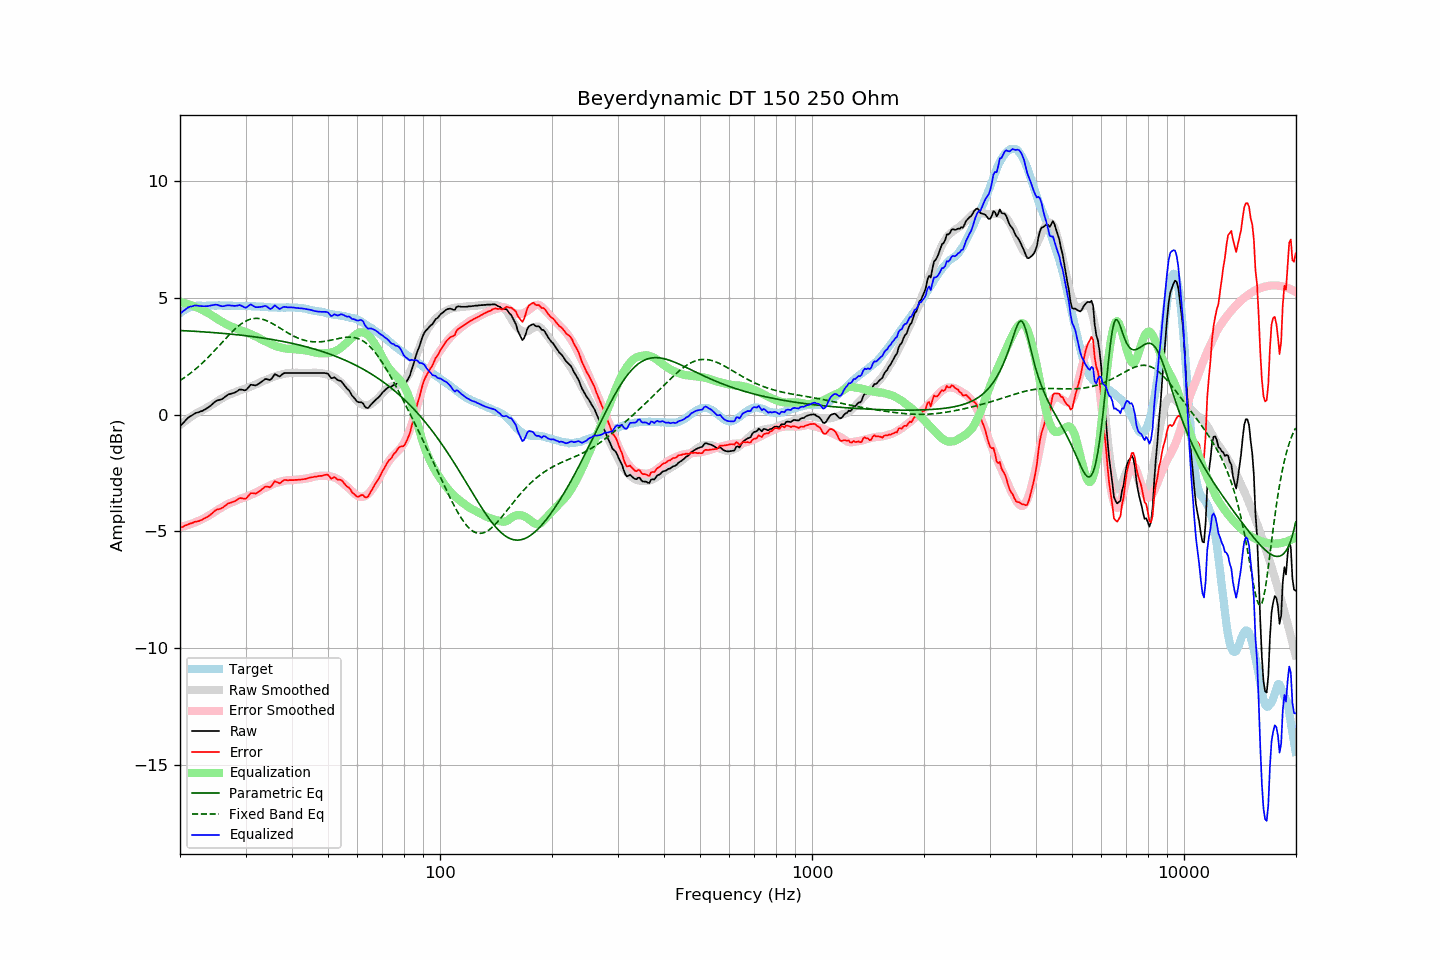 Beyerdynamic DT 150 250 Ohm
Amplitude (dBr)
10
5
0
−5
−10
−15
Target
Raw Smoothed
Error Smoothed
Raw
Error
Equalization
Parametric Eq
Fixed Band Eq
Equalized
100 1000 10000
Frequency (Hz)